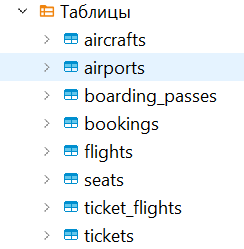 Таблицы
aircrafts
airports
boarding_passes
bookings
flights
seats
ticket_flights
tickets